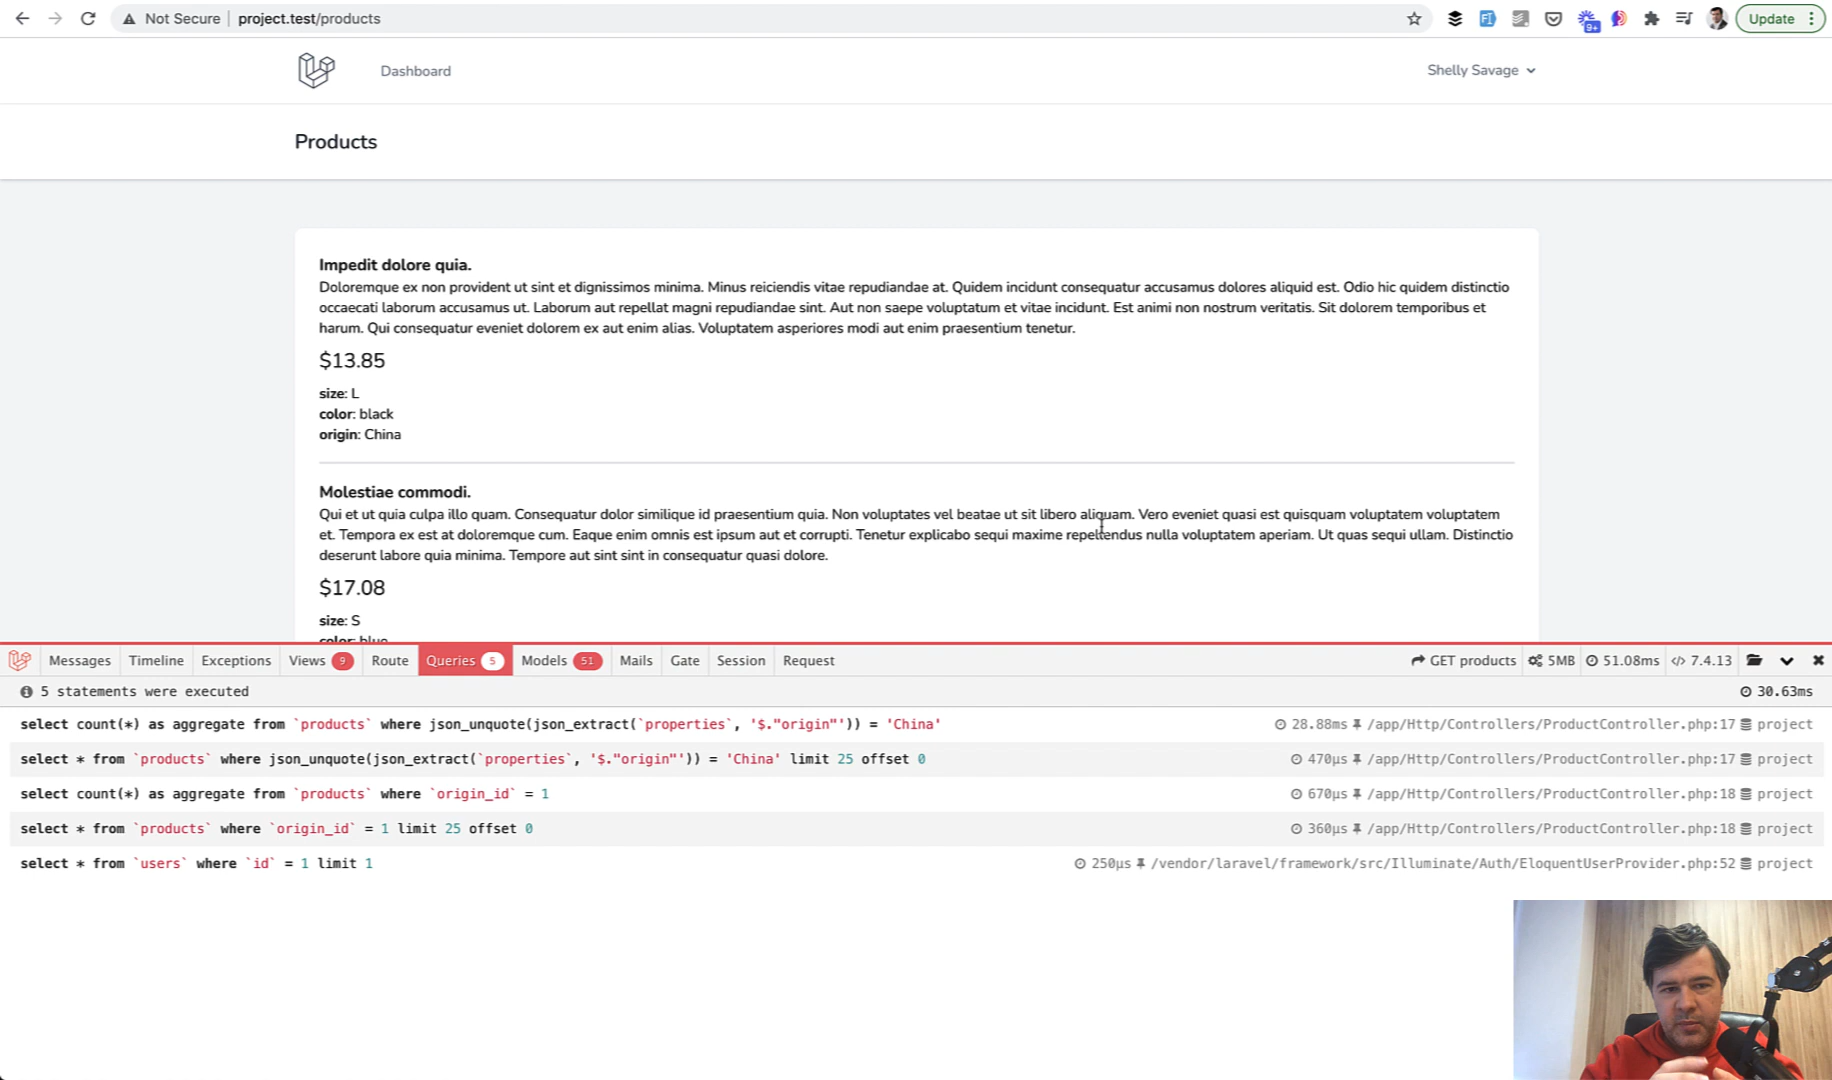 Not Secure | project.test/products
9+
Update
Dashboard
Shelly Savage
Products
Impedit dolore quia.
Doloremque ex non provident ut sint et dignissimos minima. Minus reiciendis vitae repudiandae at. Quidem incidunt consequatur accusamus dolores aliquid est. Odio hic quidem distinctio
occaecati laborum accusamus ut. Laborum aut repellat magni repudiandae sint. Aut non saepe voluptatum et vitae incidunt. Est animi non nostrum veritatis. Sit dolorem temporibus et
harum. Qui consequatur eveniet dolorem ex aut enim alias. Voluptatem asperiores modi aut enim praesentium tenetur.
$13.85
size: L
color: black
origin: China
Molestiae commodi.
Qui et ut quia culpa illo quam. Consequatur dolor similique id praesentium quia. Non voluptates vel beatae ut sit libero aliquam. Vero eveniet quasi est quisquam voluptatem voluptatem
et. Tempora ex est at doloremque cum. Eaque enim omnis est ipsum aut et corrupti. Tenetur explicabo sequi maxime repellendus nulla voluptatem aperiam. Ut quas sequi ullam. Distinctio
deserunt labore quia minima. Tempore aut sint sint in consequatur quasi dolore.
$17.08
size: S
color: blue
Messages Timeline Exceptions Views 9 Route Queries 5 Models 51 Mails Gate Session Request GET products 5MB 51.08ms </> 7.4.13
5 statements were executed 30.63ms
select count(*) as aggregate from `products` where json_unquote(json_extract(`properties`, '$."origin"')) = 'China' 28.88ms /app/Http/Controllers/ProductController.php:17 project
select * from `products` where json_unquote(json_extract(`properties`, '$."origin"')) = 'China' limit 25 offset 0 470μs /app/Http/Controllers/ProductController.php:17 project
select count(*) as aggregate from `products` where `origin_id` = 1 670μs /app/Http/Controllers/ProductController.php:18 project
select * from `products` where `origin_id` = 1 limit 25 offset 0 360μs /app/Http/Controllers/ProductController.php:18 project
select * from `users` where `id` = 1 limit 1 250μs /vendor/laravel/framework/src/Illuminate/Auth/EloquentUserProvider.php:52 project